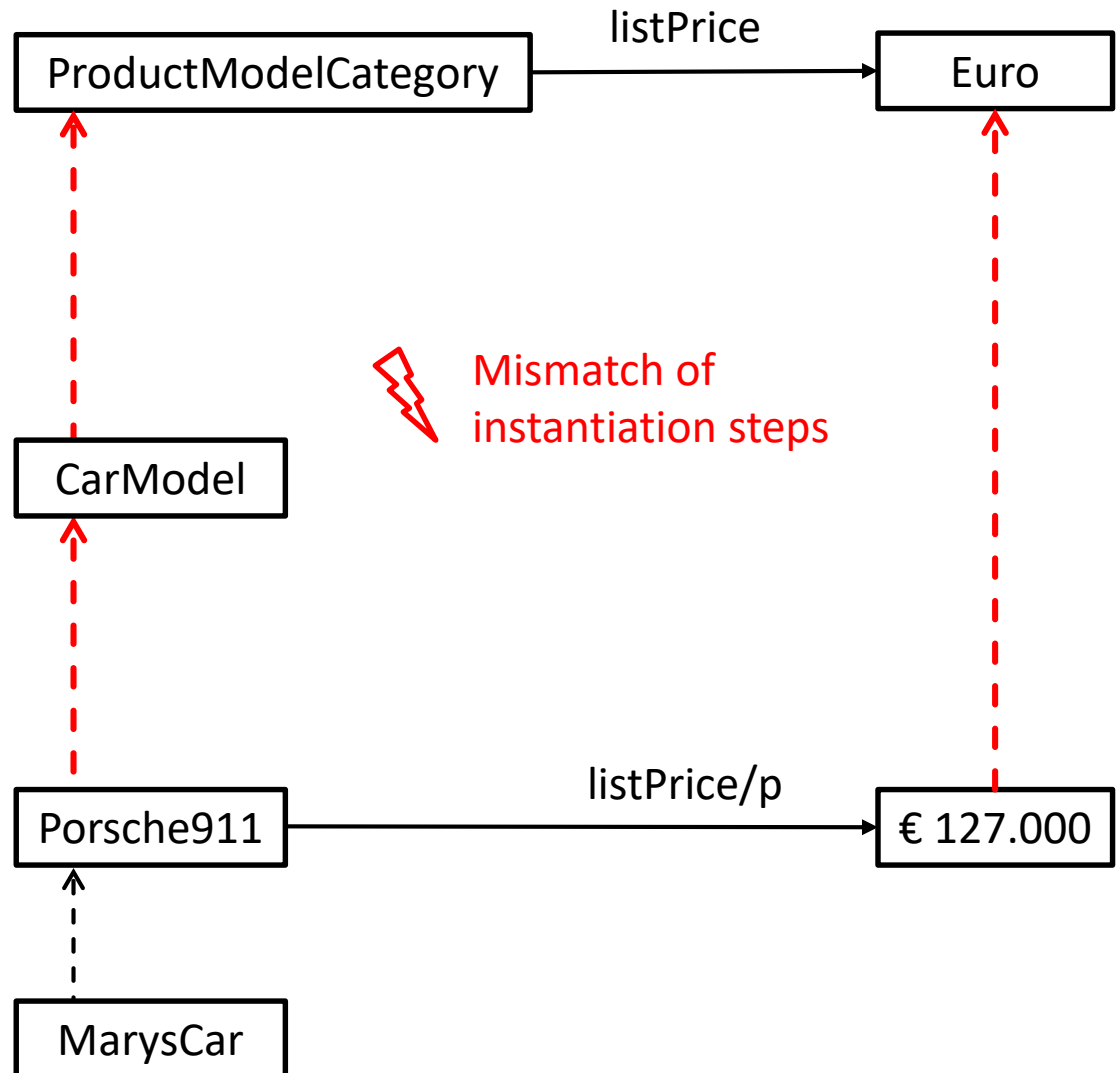 listPrice
ProductModelCategory
Euro
Mismatch of
instantiation steps
CarModel
listPrice/p
Porsche911
€ 127.000
MarysCar